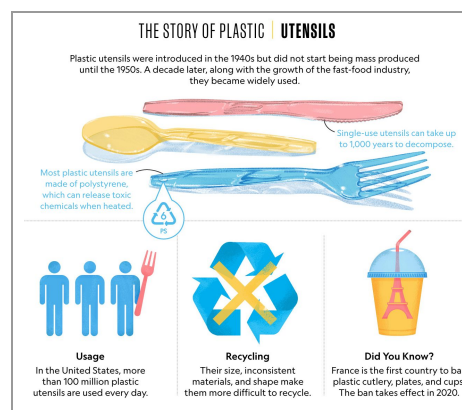 THE STORY OF PLASTIC | UTENSILS
Plastic utensils were introduced in the 1940s but did not start being mass produced
until the 1950s. A decade later, along with the growth of the fast-food industry,
they became widely used.
Single-use utensils can take up
to 1,000 years to decompose.
Most plastic utensils are
made of polystyrene,
which can release toxic
chemicals when heated.
6
PS
Usage
In the United States, more
than 100 million plastic
utensils are used every day.
Recycling
Their size, inconsistent
materials, and shape make
them more difficult to recycle.
Did You Know?
France is the first country to ba
plastic cutlery, plates, and cups
The ban takes effect in 2020.